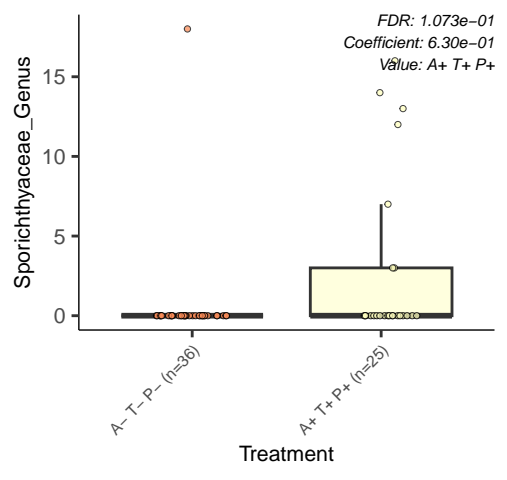 FDR: 1.073e−01
Coefficient: 6.30e−01
Value: A+ T+ P+
Sporichthyaceae_Genus
15
10
5
0
A− T− P− (n=36)
A+ T+ P+ (n=25)
Treatment